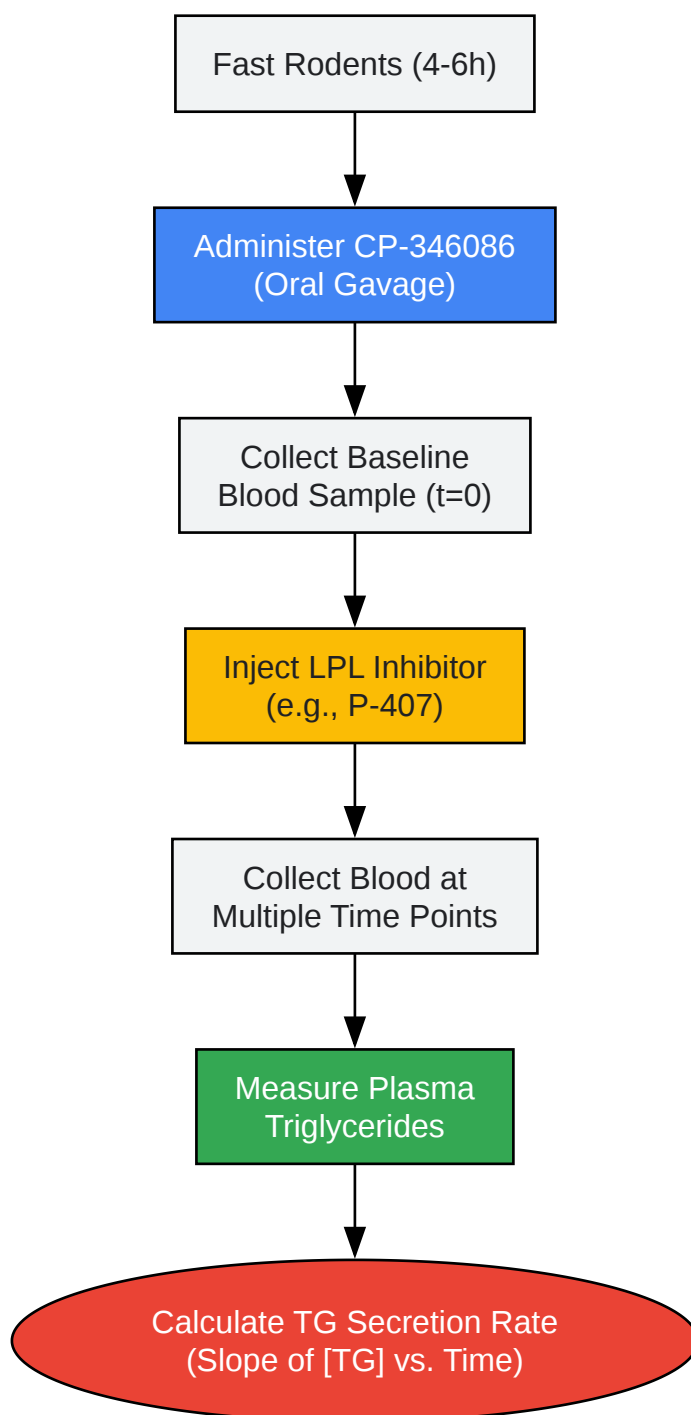 Fast Rodents (4-6h)
Administer CP-346086
(Oral Gavage)
Collect Baseline
Blood Sample (t=0)
Inject LPL Inhibitor
(e.g., P-407)
Collect Blood at
Multiple Time Points
Measure Plasma
Triglycerides
Calculate TG Secretion Rate
(Slope of [TG] vs. Time)